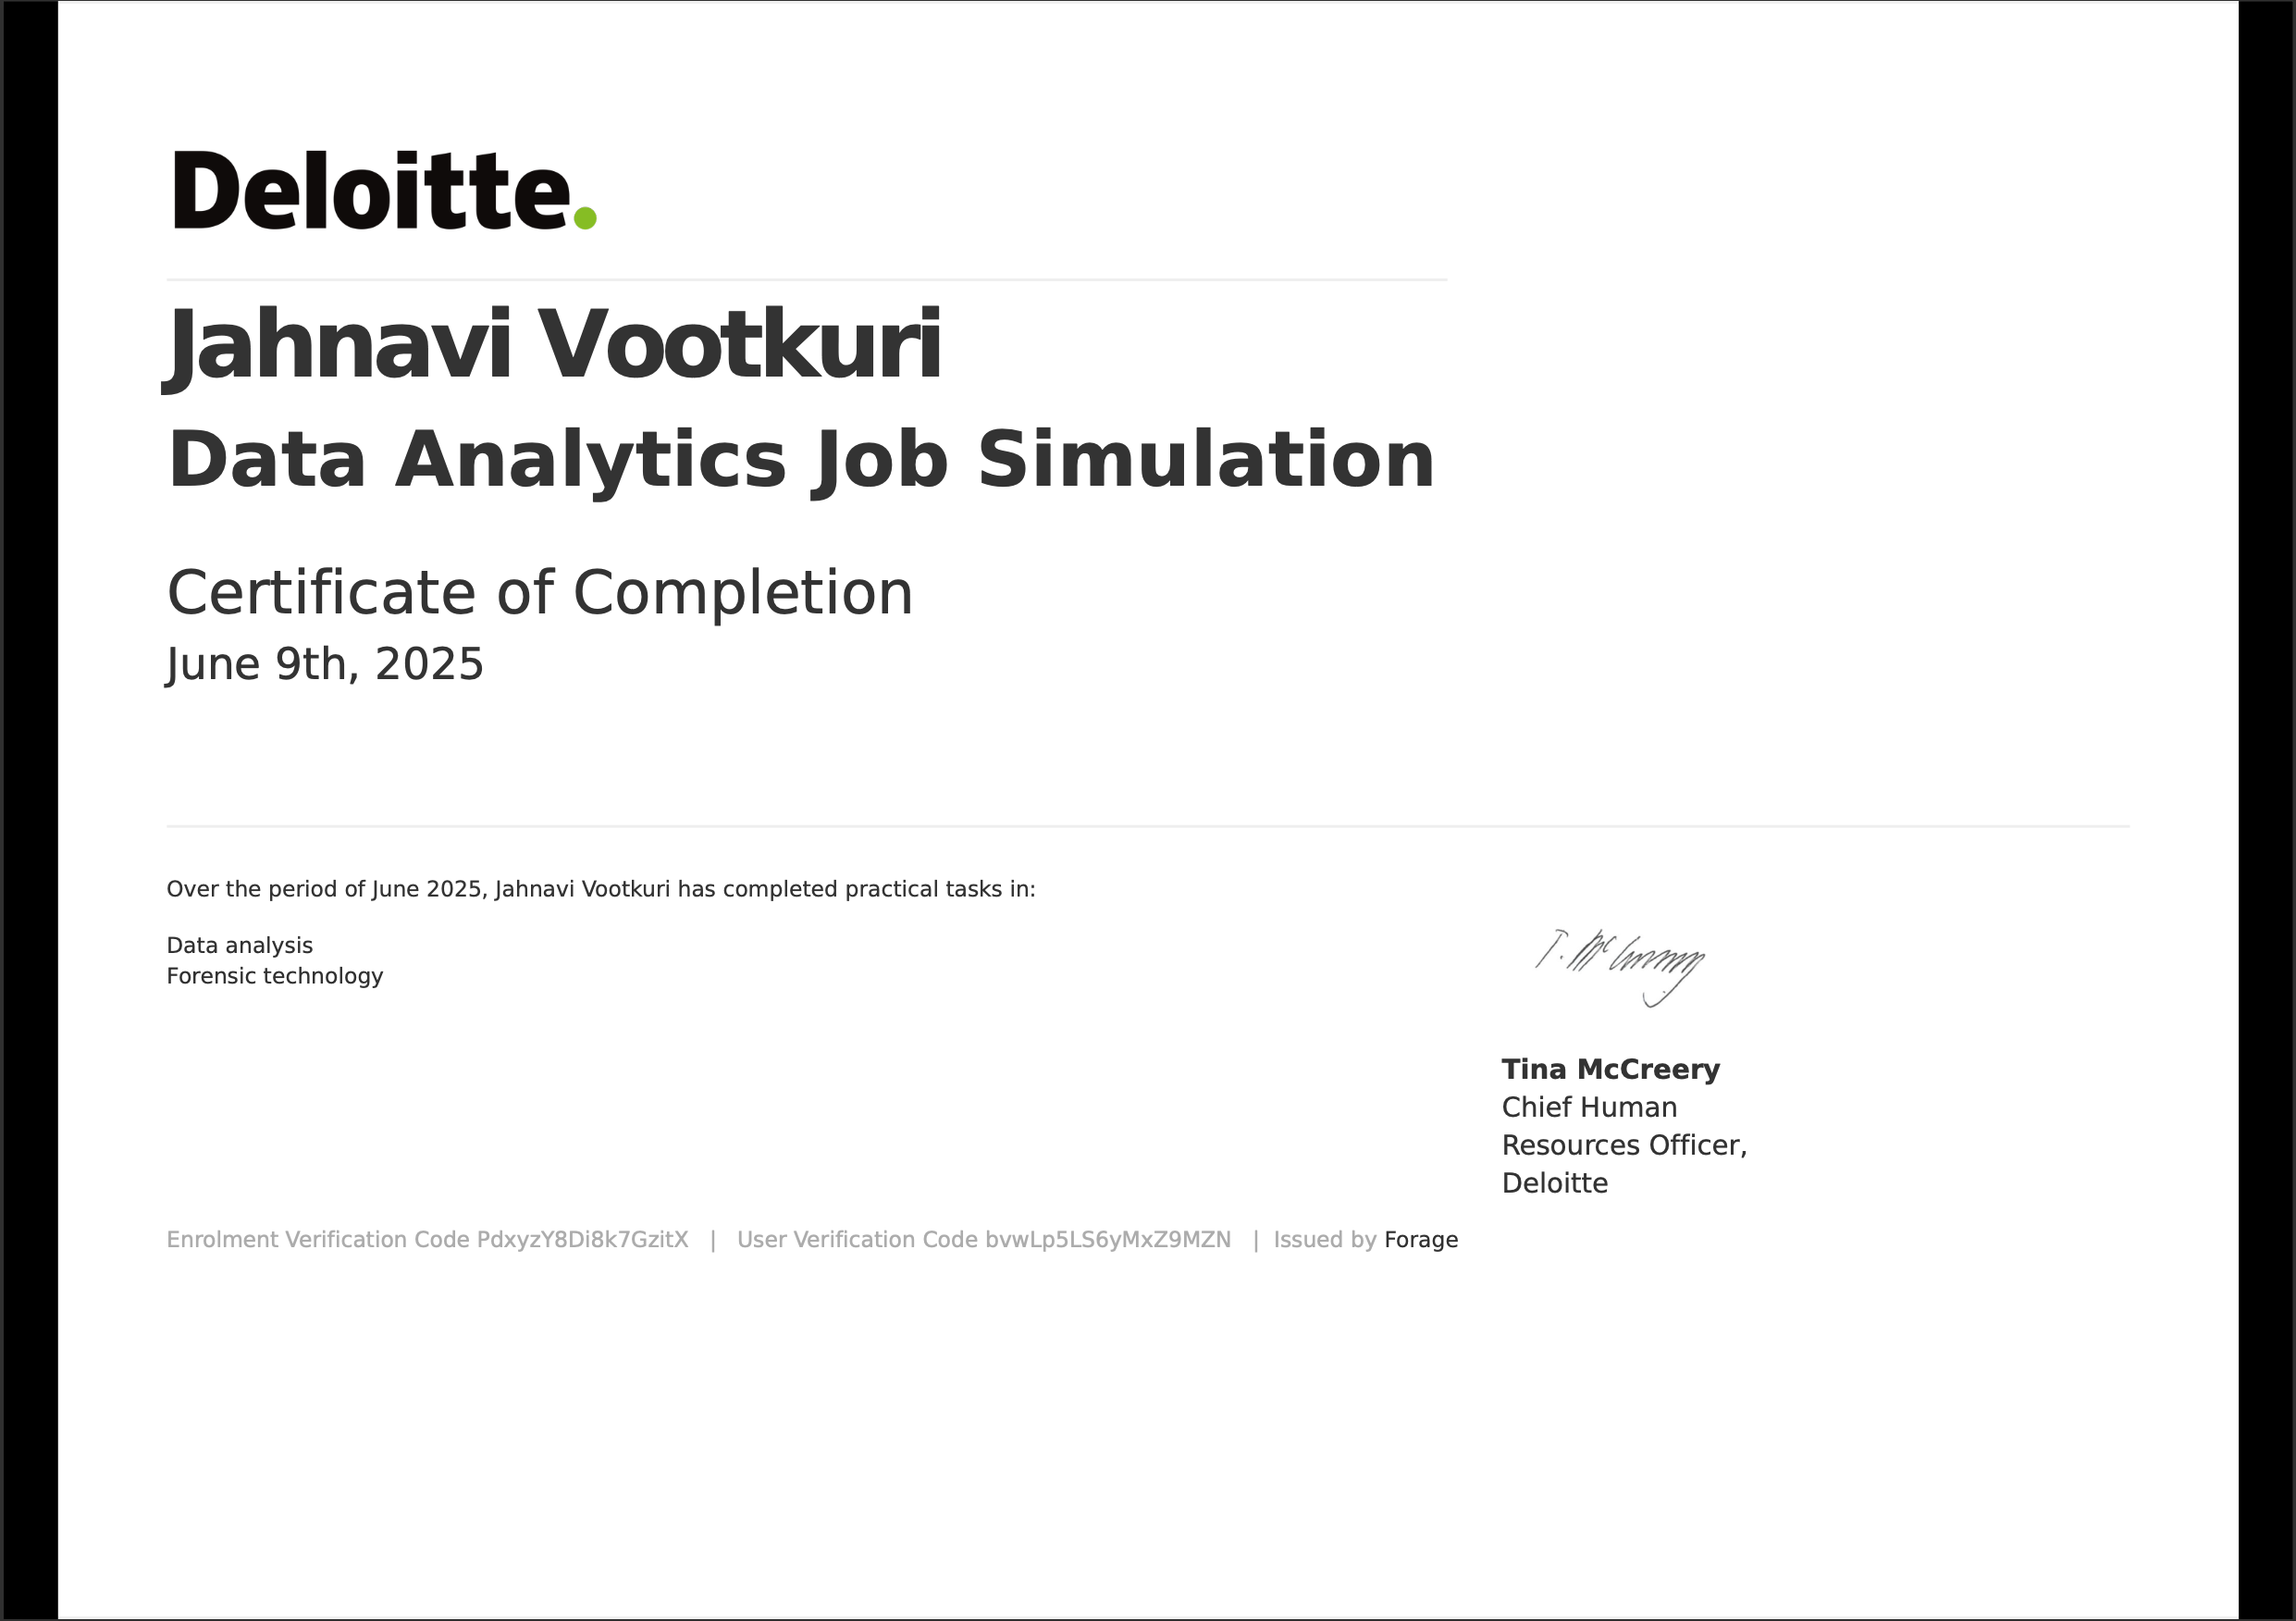 Deloitte.
Jahnavi Vootkuri
Data Analytics Job Simulation
Certificate of Completion
June 9th, 2025
Over the period of June 2025, Jahnavi Vootkuri has completed practical tasks in:
Data analysis
Forensic technology
T. McCreery
Tina McCreery
Chief Human
Resources Officer,
Deloitte
Enrolment Verification Code PdxyzY8Di8k7GzitX | User Verification Code bvwLp5LS6yMxZ9MZN | Issued by Forage